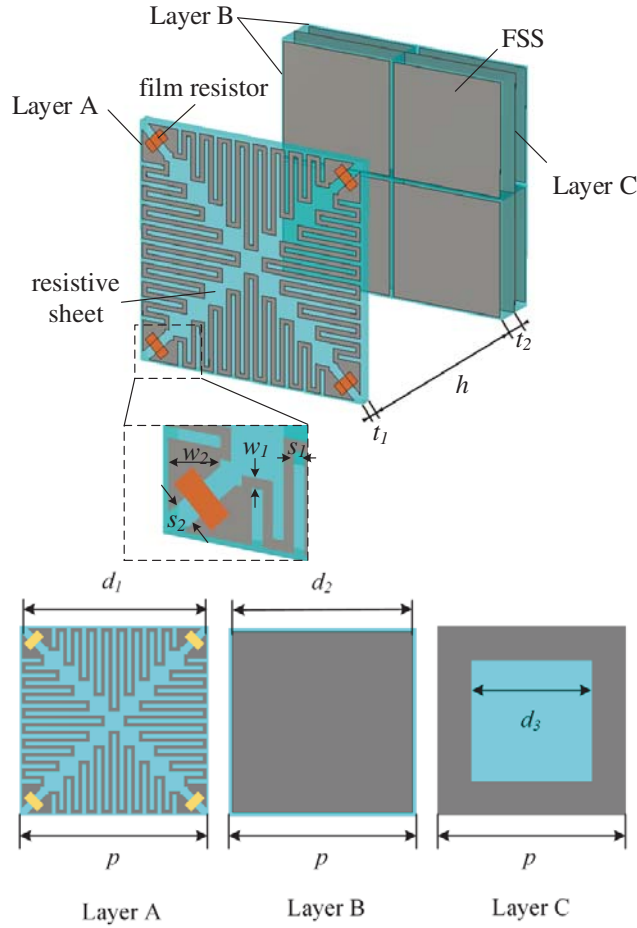 Layer B
FSS
film resistor
Layer A
Layer C
resistive
sheet
t2
h
t1
w1
s1
w2
s2
d1
d2
d3
p
p
p
Layer A
Layer B
Layer C